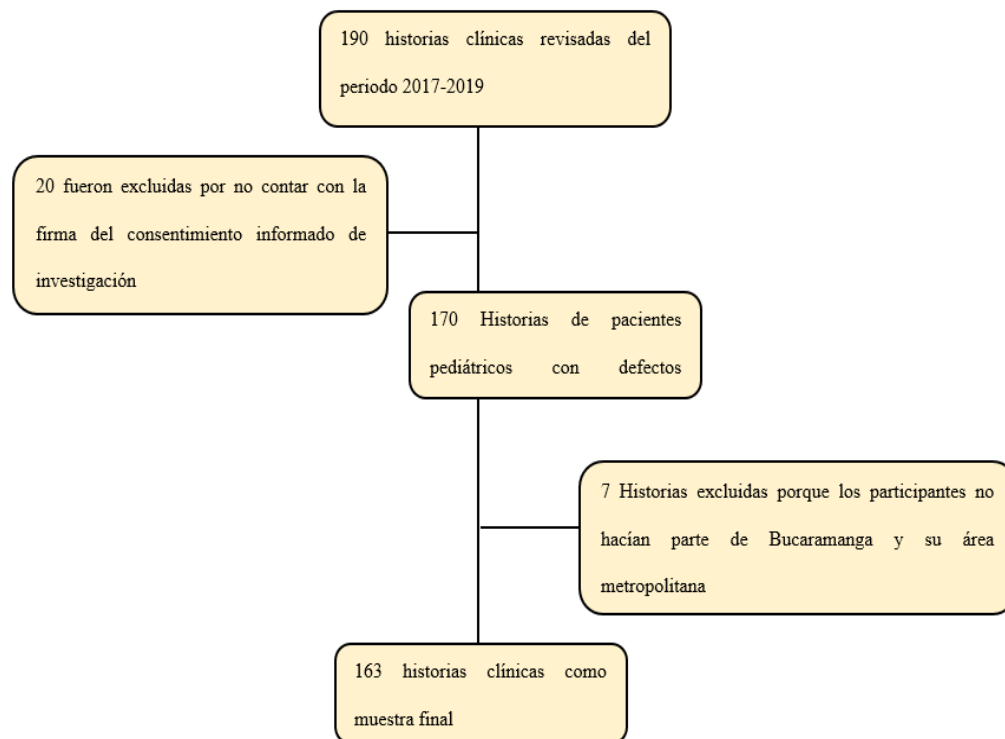 190 historias clínicas revisadas del
periodo 2017-2019
20 fueron excluidas por no contar con la
firma del consentimiento informado de
investigación
170 Historias de pacientes
pediátricos con defectos
7 Historias excluidas porque los participantes no
hacían parte de Bucaramanga y su área
metropolitana
163 historias clínicas como
muestra final